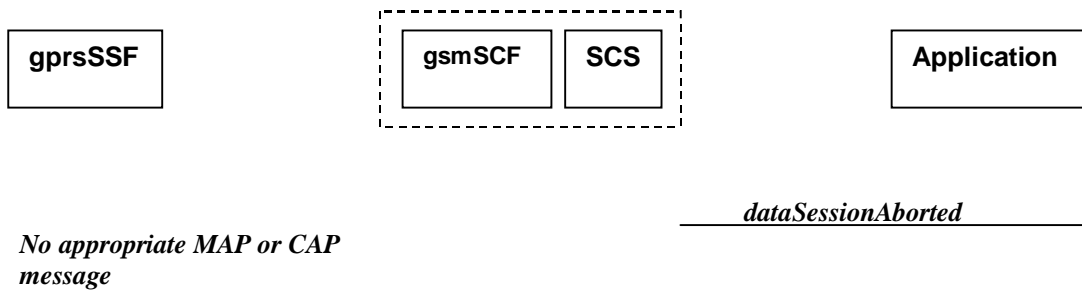 gprsSSF
gsmSCF
SCS
Application
dataSessionAborted
No appropriate MAP or CAP
message